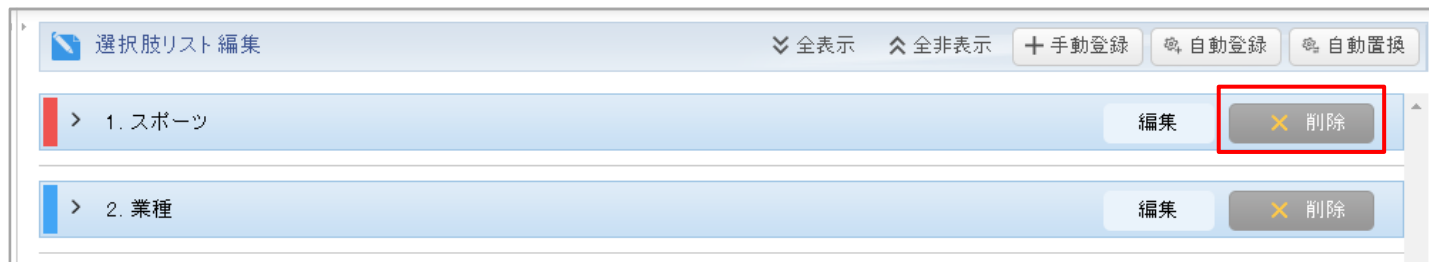 選択肢リスト編集 全表示 全非表示 手動登録 自動登録 自動置換
1. スポーツ 編集 削除
2. 業種 編集 削除